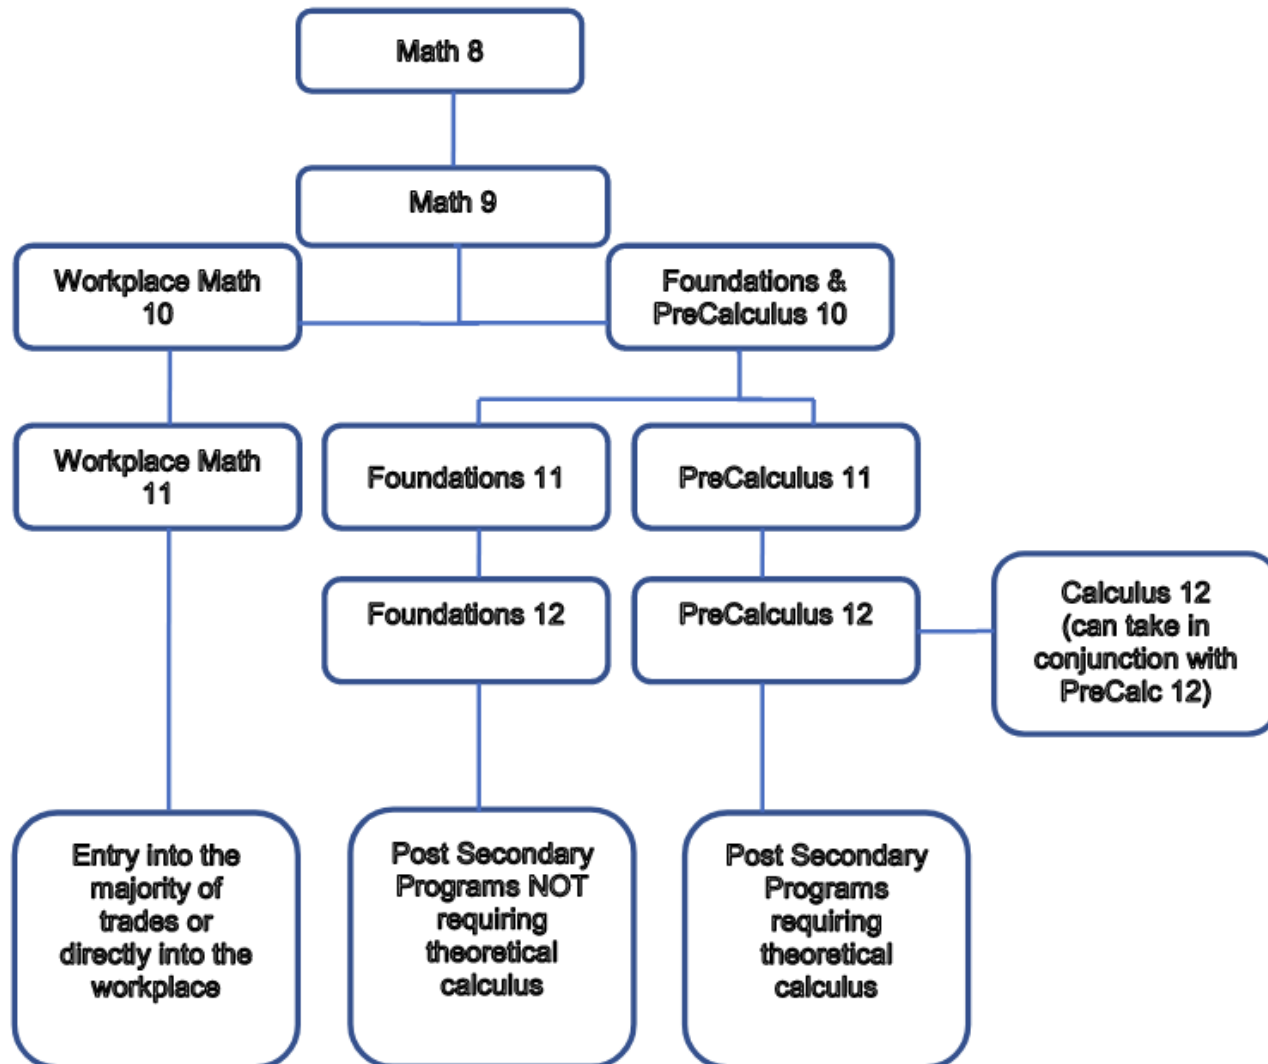 Math 8
Math 9
Workplace Math
10
Foundations &
PreCalculus 10
Workplace Math
11
Foundations 11
PreCalculus 11
Foundations 12
PreCalculus 12
Calculus 12
(can take in
conjunction with
PreCalc 12)
Entry into the
majority of
trades or
directly into the
workplace
Post Secondary
Programs NOT
requiring
theoretical
calculus
Post Secondary
Programs
requiring
theoretical
calculus